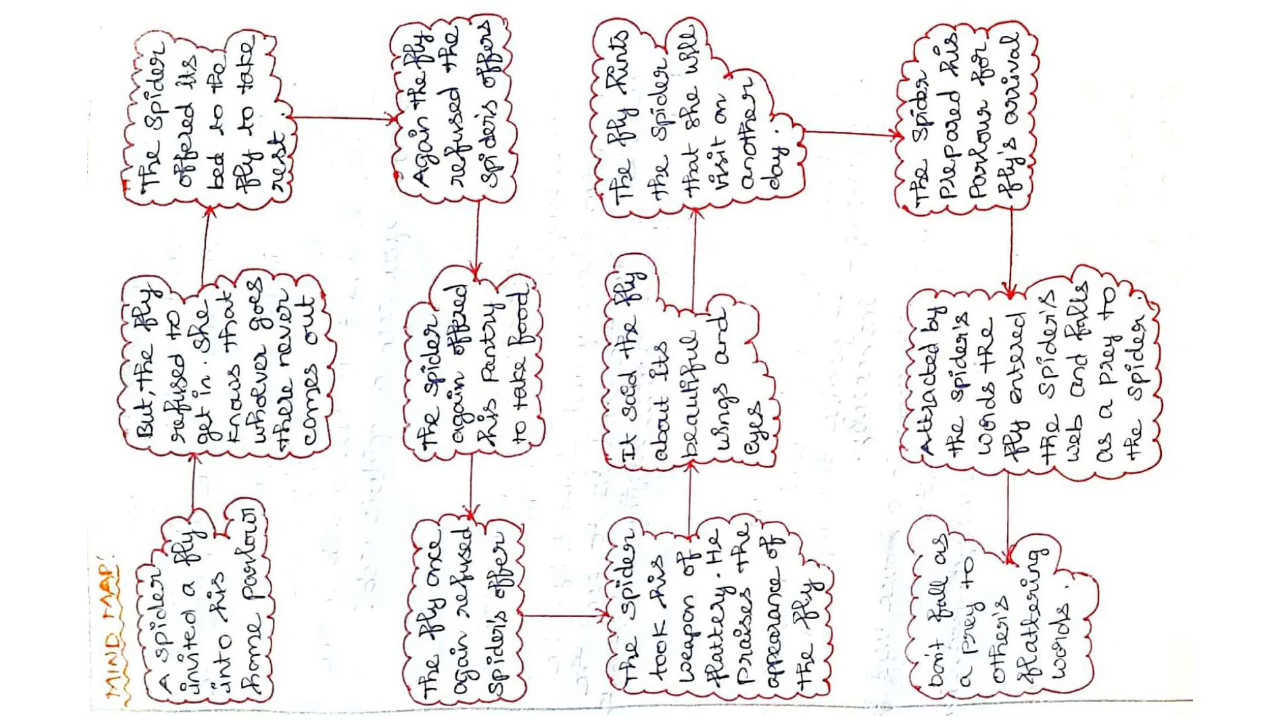 MIND MAP:
A spider
invited a fly
into his
home parlour
But, the fly
refused to
get in. She
knows that
whoever goes
there never
comes out
The spider
offered its
bed to the
fly to take
rest.
Again the fly
refused the
spider's offers
The spider
again offered
his pantry
to take food.
The fly once
again refused
spider's offer
The spider
took his
weapon of
flattery. He
praises the
appearance of
the fly
It said the fly
about its
beautiful
wings and
eyes
The fly hints
the spider
that she will
visit on
another
day.
The spider
prepared his
parlour for
fly's arrival
Attracted by
the spider's
words the
fly entered
the spider's
web and falls
as a prey to
the spider.
Don't fall as
a prey to
other's
flattering
words.